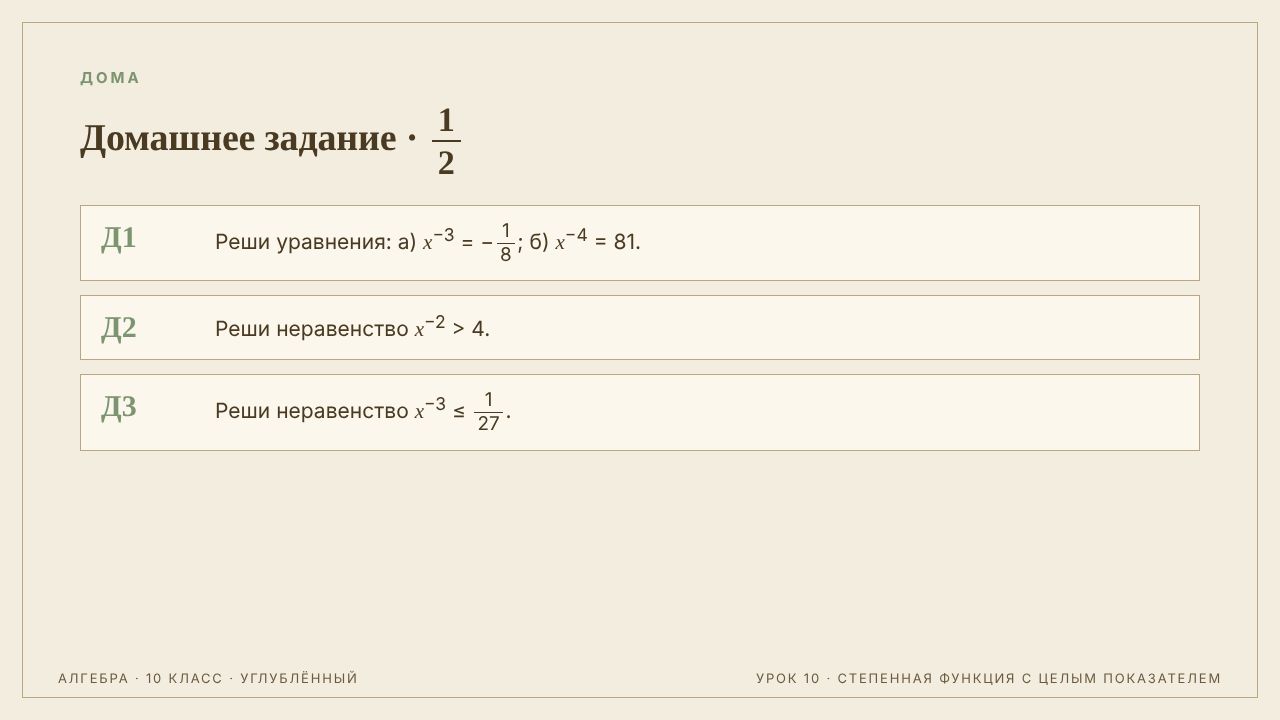 ДОМА
Домашнее задание · 1/2
Д1 Реши уравнения: а) x⁻³ = −1/8; б) x⁻⁴ = 81.
Д2 Реши неравенство x⁻² > 4.
Д3 Реши неравенство x⁻³ ≤ 1/27.
АЛГЕБРА · 10 КЛАСС · УГЛУБЛЁННЫЙ
УРОК 10 · СТЕПЕННАЯ ФУНКЦИЯ С ЦЕЛЫМ ПОКАЗАТЕЛЕМ